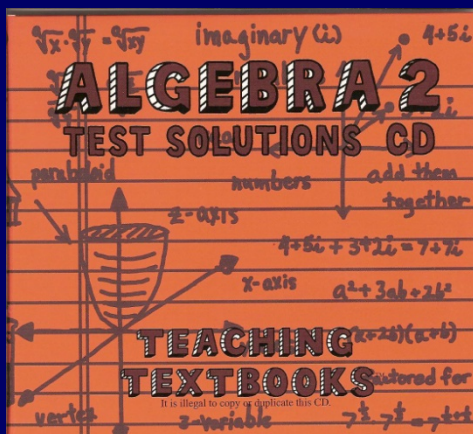 ᵃ√x · ᵃ√y = ᵃ√xy imaginary (i) 4+5i
ALGEBRA 2
TEST SOLUTIONS CD
paraboloid numbers add them
together
z-axis
4+5i + 3+2i = 7+7i
x-axis
a² + 3ab + 2b²
TEACHING (a+b)
TEXTBOOKS factored for
It is illegal to copy or duplicate this CD.
vertex 3-variable